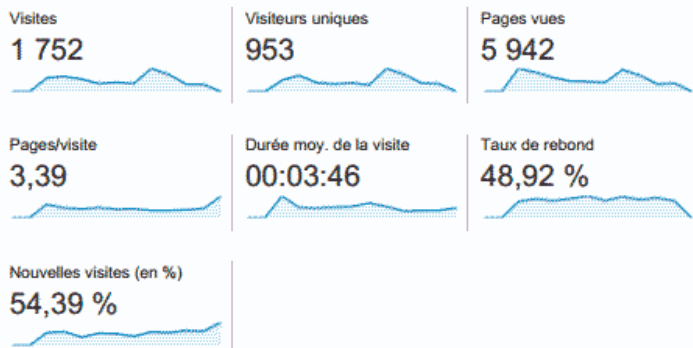 Visites
1 752
Visiteurs uniques
953
Pages vues
5 942
Pages/visite
3,39
Durée moy. de la visite
00:03:46
Taux de rebond
48,92 %
Nouvelles visites (en %)
54,39 %